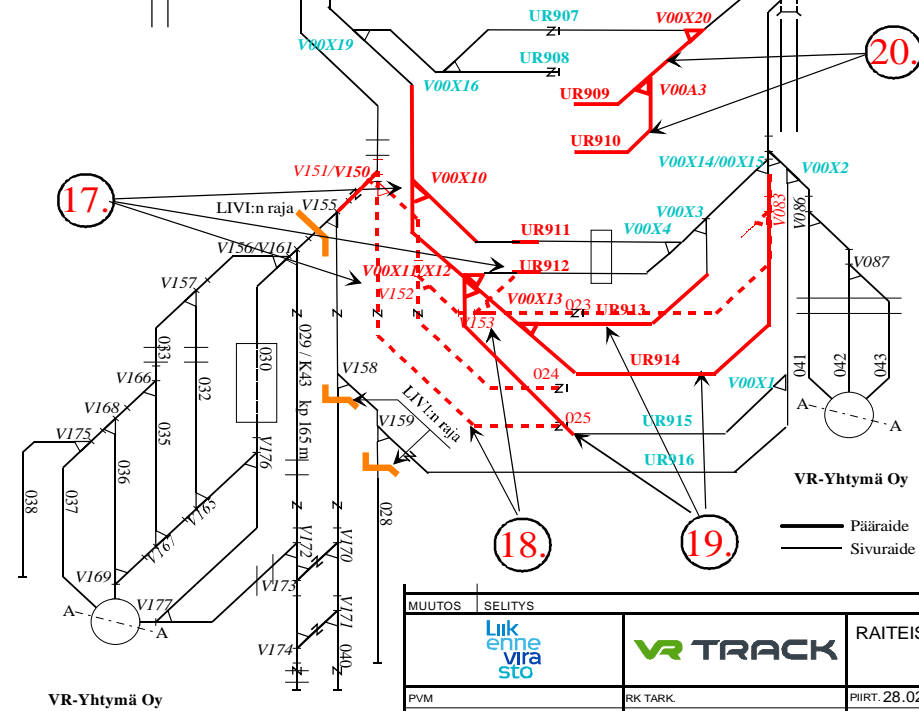 UR907
V00X20
V00X19
UR908
20.
V00X16
UR909
V00A3
UR910
V00X14/00X15
V00X2
V151/V150
17.
V00X10
LIVI:n raja
V155
V083
V086
V00X3
UR911
V00X4
V156/V161
UR912
V00X11/X12
V087
V157
V152
V00X13
023
UR913
V153
033
032
030
029 / K43 kp 165 m
V158
UR914
041
042
043
024
V00X1
V166
LIVI:n raja
A
A
V168
V159
025
UR915
V175
035
036
V176
UR916
VR-Yhtymä Oy
038
037
V165
028
V167
18.
19.
Pääraide
Sivuraide
V172
V170
V169
V173
V177
A
A
V171
V174
040
VR-Yhtymä Oy
MUUTOS
SELITYS
Liikennevirasto
VR TRACK
RAITEIS
PVM
RK TARK.
PIIRT. 28.02